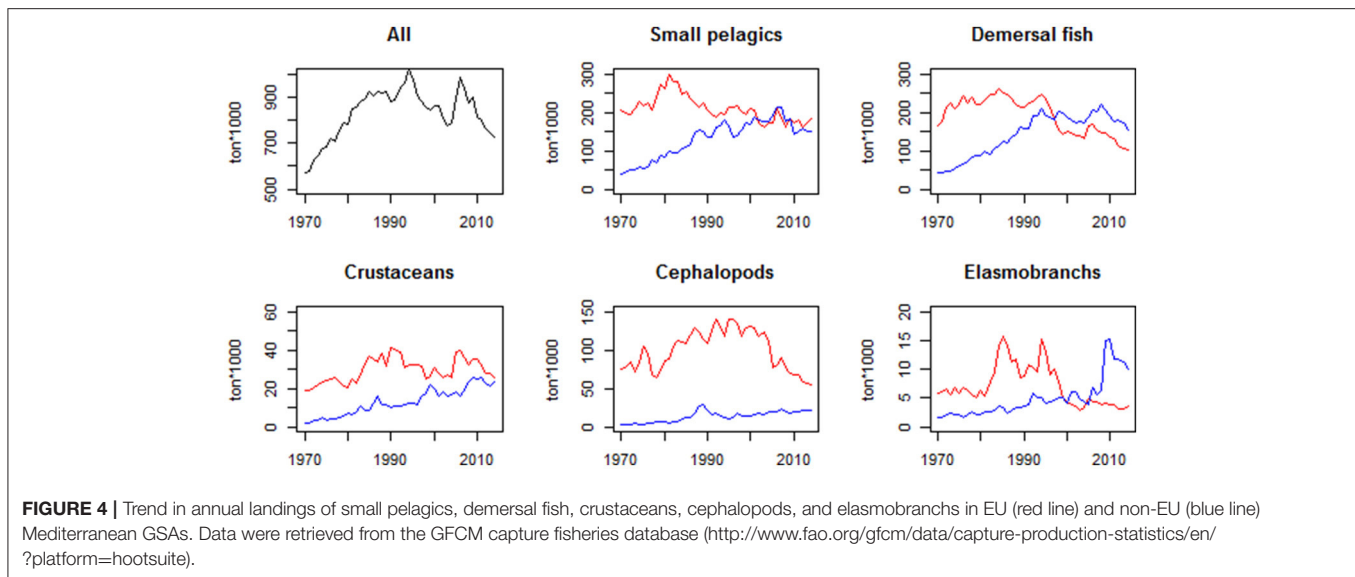 All
ton*1000
500 700 900
1970 1990 2010
Small pelagics
ton*1000
0 100 200 300
1970 1990 2010
Demersal fish
ton*1000
0 100 200 300
1970 1990 2010
Crustaceans
ton*1000
0 20 40 60
1970 1990 2010
Cephalopods
ton*1000
0 50 100 150
1970 1990 2010
Elasmobranchs
ton*1000
0 5 10 15 20
1970 1990 2010
FIGURE 4 | Trend in annual landings of small pelagics, demersal fish, crustaceans, cephalopods, and elasmobranchs in EU (red line) and non-EU (blue line)
Mediterranean GSAs. Data were retrieved from the GFCM capture fisheries database (http://www.fao.org/gfcm/data/capture-production-statistics/en/
?platform=hootsuite).